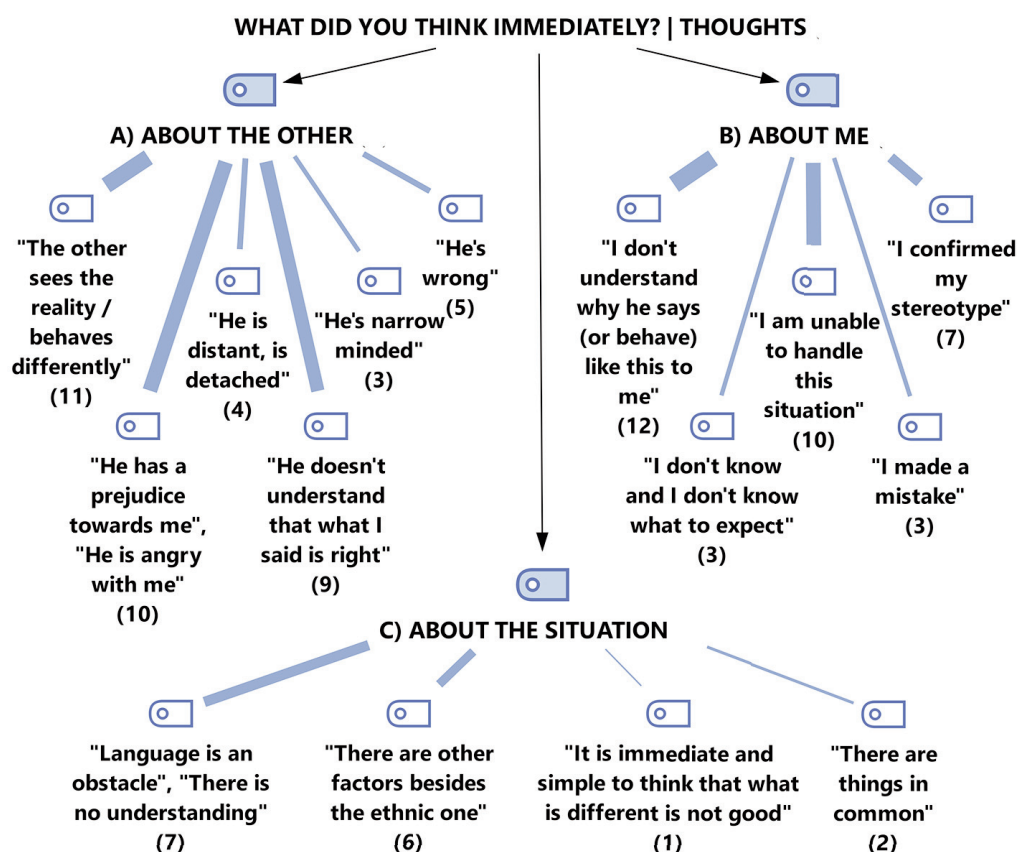 WHAT DID YOU THINK IMMEDIATELY? | THOUGHTS
A) ABOUT THE OTHER
"The other
sees the
reality /
behaves
differently"
(11)
"He has a
prejudice
towards me",
"He is angry
with me"
(10)
"He is
distant, is
detached"
(4)
"He doesn't
understand
that what I
said is right"
(9)
"He's narrow
minded"
(3)
"He's
wrong"
(5)
B) ABOUT ME
"I don't
understand
why he says
(or behave)
like this to
me"
(12)
"I don't know
and I don't know
what to expect"
(3)
"I am unable
to handle
this
situation"
(10)
"I made a
mistake"
(3)
"I confirmed
my
stereotype"
(7)
C) ABOUT THE SITUATION
"Language is an
obstacle", "There is
no understanding"
(7)
"There are other
factors besides
the ethnic one"
(6)
"It is immediate and
simple to think that what
is different is not good"
(1)
"There are
things in
common"
(2)